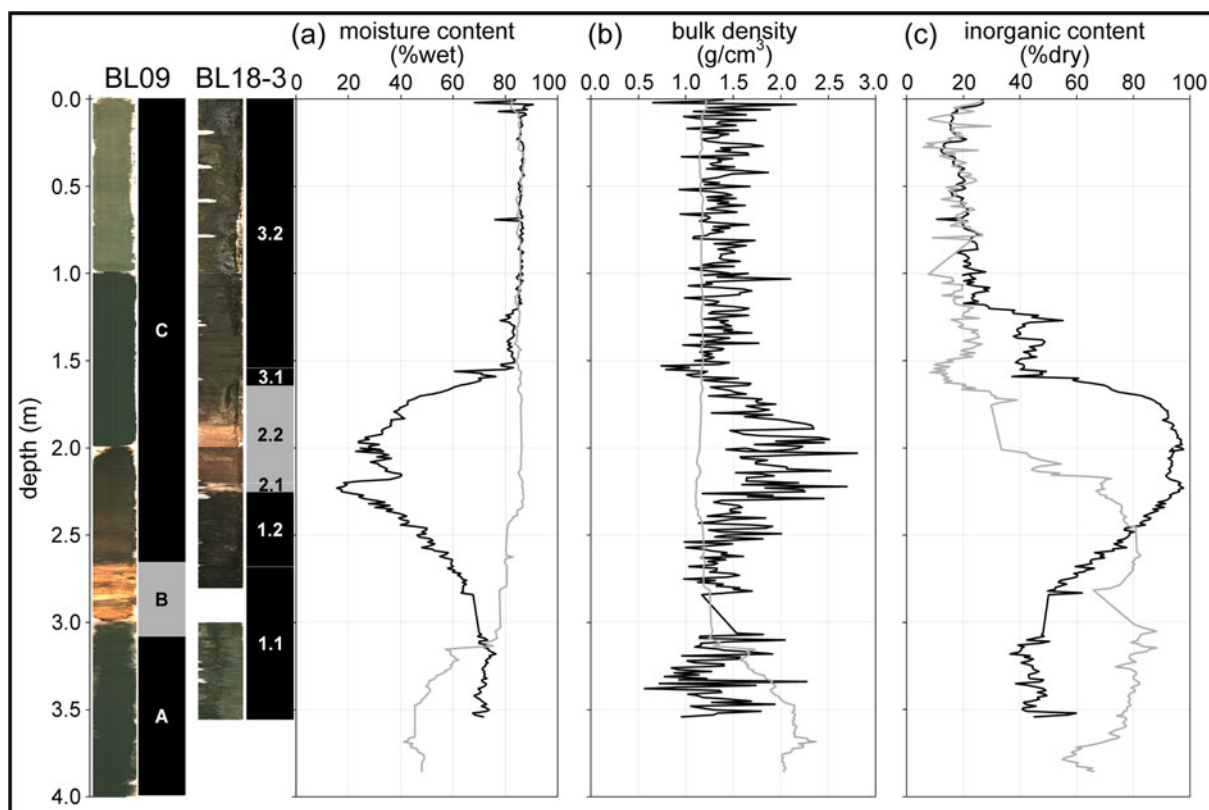 (a) moisture content (%wet)
(b) bulk density (g/cm³)
(c) inorganic content (%dry)
BL09 BL18-3
0 20 40 60 80 100
0.0 0.5 1.0 1.5 2.0 2.5 3.0
0 20 40 60 80 100
depth (m)
0.0
0.5
1.0
1.5
2.0
2.5
3.0
3.5
4.0
C
B
A
3.2
3.1
2.2
2.1
1.2
1.1